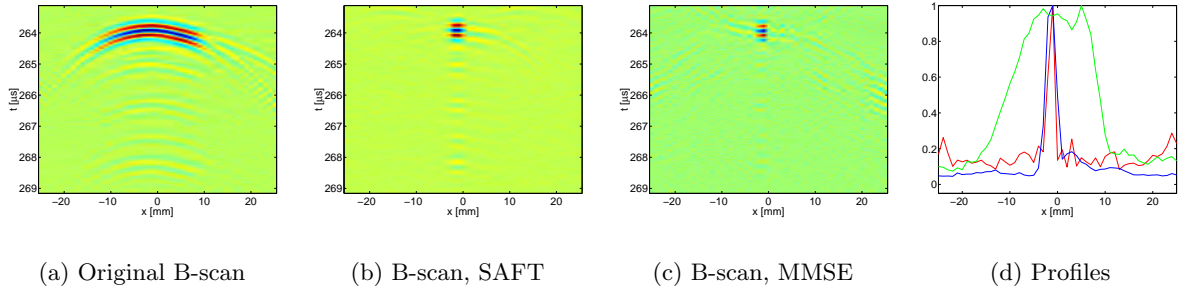 264
265
266
267
268
269
t [µs]
−20 −10 0 10 20
x [mm]
(a) Original B-scan
264
265
266
267
268
269
t [µs]
−20 −10 0 10 20
x [mm]
(b) B-scan, SAFT
264
265
266
267
268
269
t [µs]
−20 −10 0 10 20
x [mm]
(c) B-scan, MMSE
1
0.8
0.6
0.4
0.2
0
−20 −10 0 10 20
x [mm]
(d) Profiles